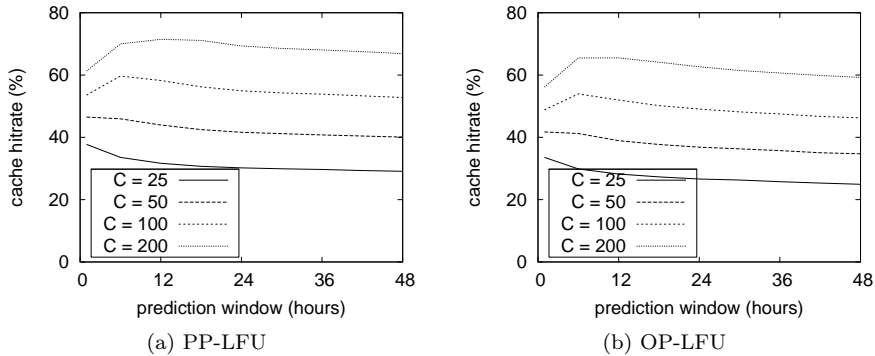 80
60
40
20
0
cache hitrate (%)
C = 25
C = 50
C = 100
C = 200
0 12 24 36 48
prediction window (hours)
(a) PP-LFU
80
60
40
20
0
cache hitrate (%)
C = 25
C = 50
C = 100
C = 200
0 12 24 36 48
prediction window (hours)
(b) OP-LFU